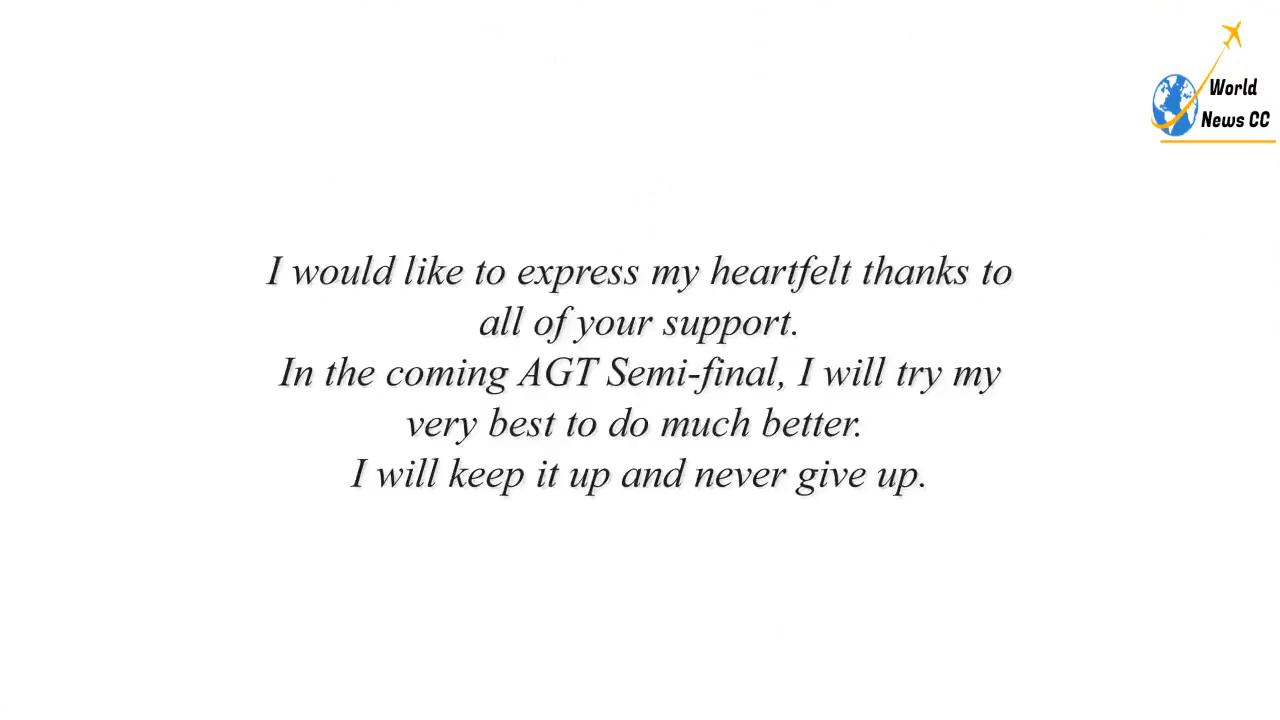 World
News CC
I would like to express my heartfelt thanks to
all of your support.
In the coming AGT Semi-final, I will try my
very best to do much better.
I will keep it up and never give up.